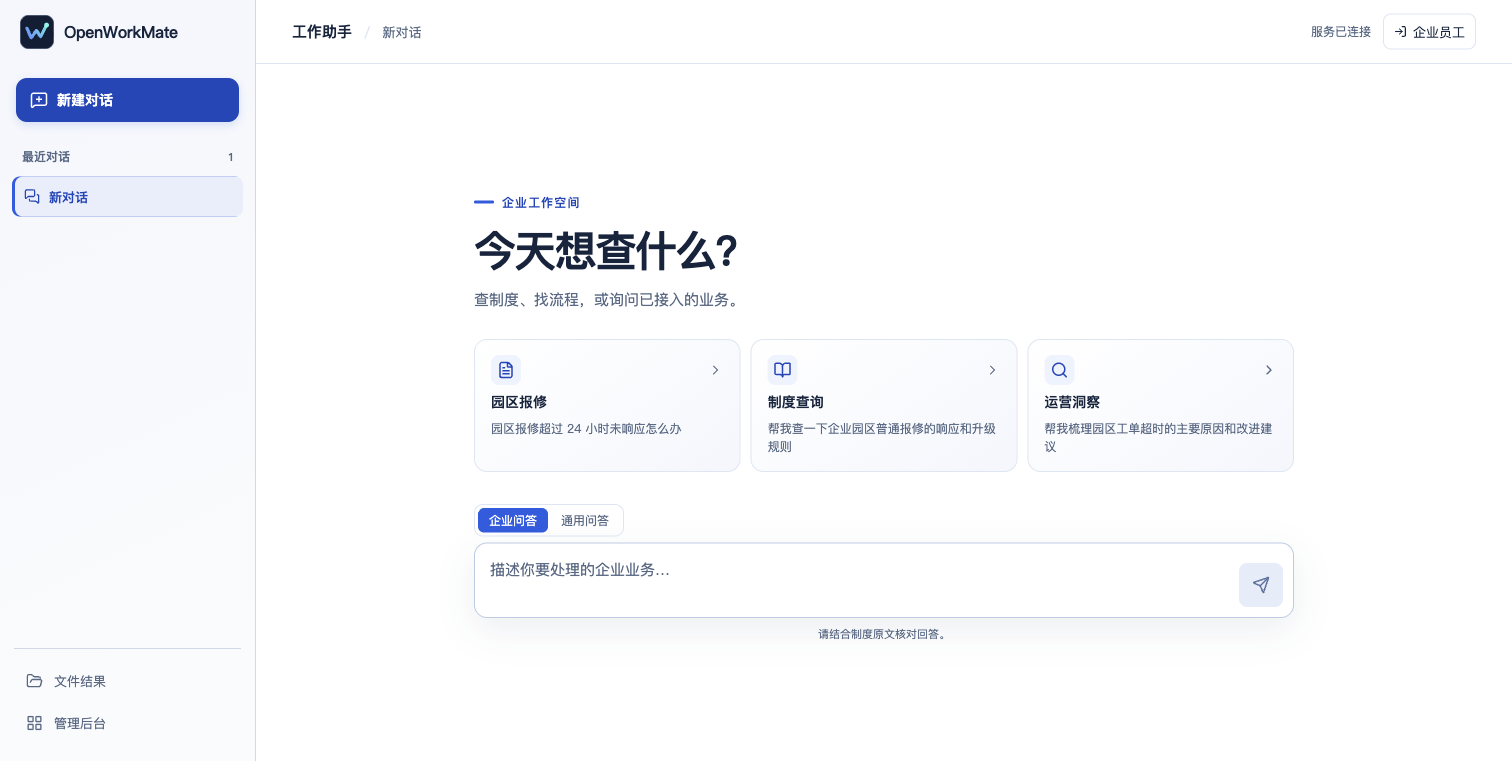 OpenWorkMate
新建对话
最近对话 1
新对话
文件结果
管理后台
工作助手 / 新对话
服务已连接
企业员工
企业工作空间
今天想查什么?
查制度、找流程，或询问已接入的业务。
园区报修
园区报修超过 24 小时未响应怎么办
制度查询
帮我查一下企业园区普通报修的响应和升级
规则
运营洞察
帮我梳理园区工单超时的主要原因和改进建
议
企业问答 通用问答
描述你要处理的企业业务...
请结合制度原文核对回答。